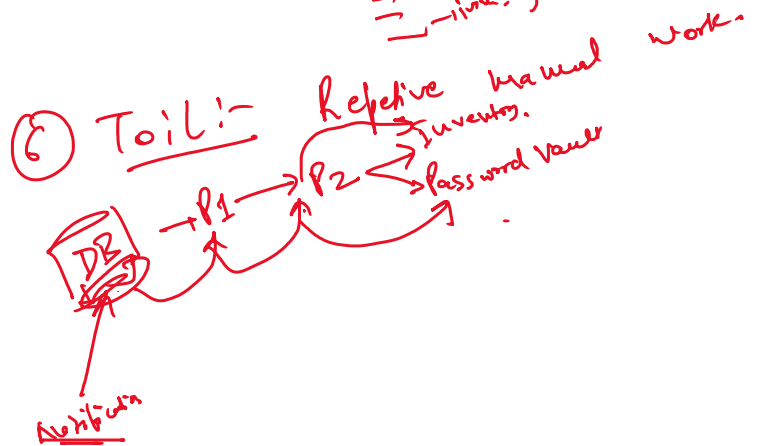 6 Toil:- Repetive manual work.
Inventory.
P1 P2 Password Vault
DB
Notification